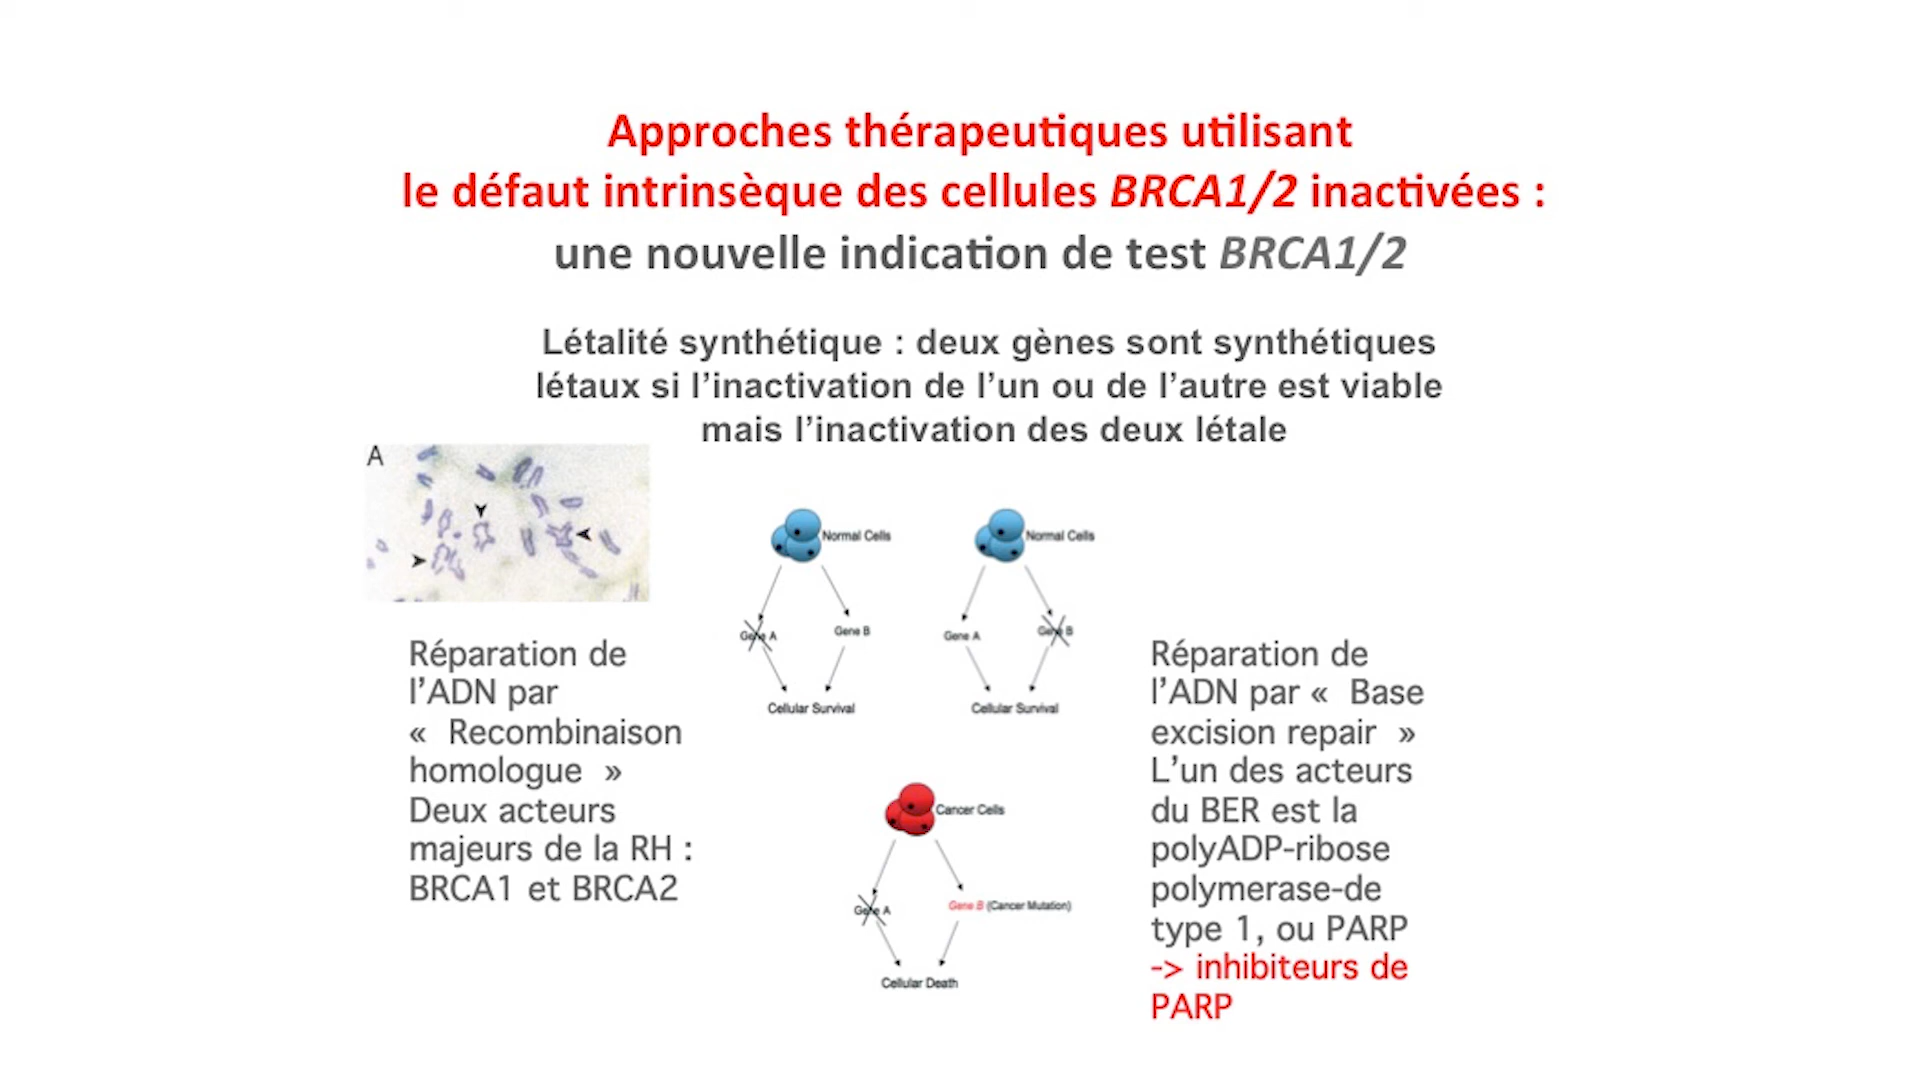 Approches thérapeutiques utilisant
le défaut intrinsèque des cellules BRCA1/2 inactivées :
une nouvelle indication de test BRCA1/2
Létalité synthétique : deux gènes sont synthétiques
létaux si l’inactivation de l’un ou de l’autre est viable
mais l’inactivation des deux létale
A
Réparation de
l’ADN par
« Recombinaison
homologue »
Deux acteurs
majeurs de la RH :
BRCA1 et BRCA2
Normal Cells
Gene A
Gene B
Cellular Survival
Normal Cells
Gene A
Gene B
Cellular Survival
Cancer Cells
Gene A
Gene B (Cancer Mutation)
Cellular Death
Réparation de
l’ADN par « Base
excision repair »
L’un des acteurs
du BER est la
polyADP-ribose
polymerase-de
type 1, ou PARP
-> inhibiteurs de
PARP